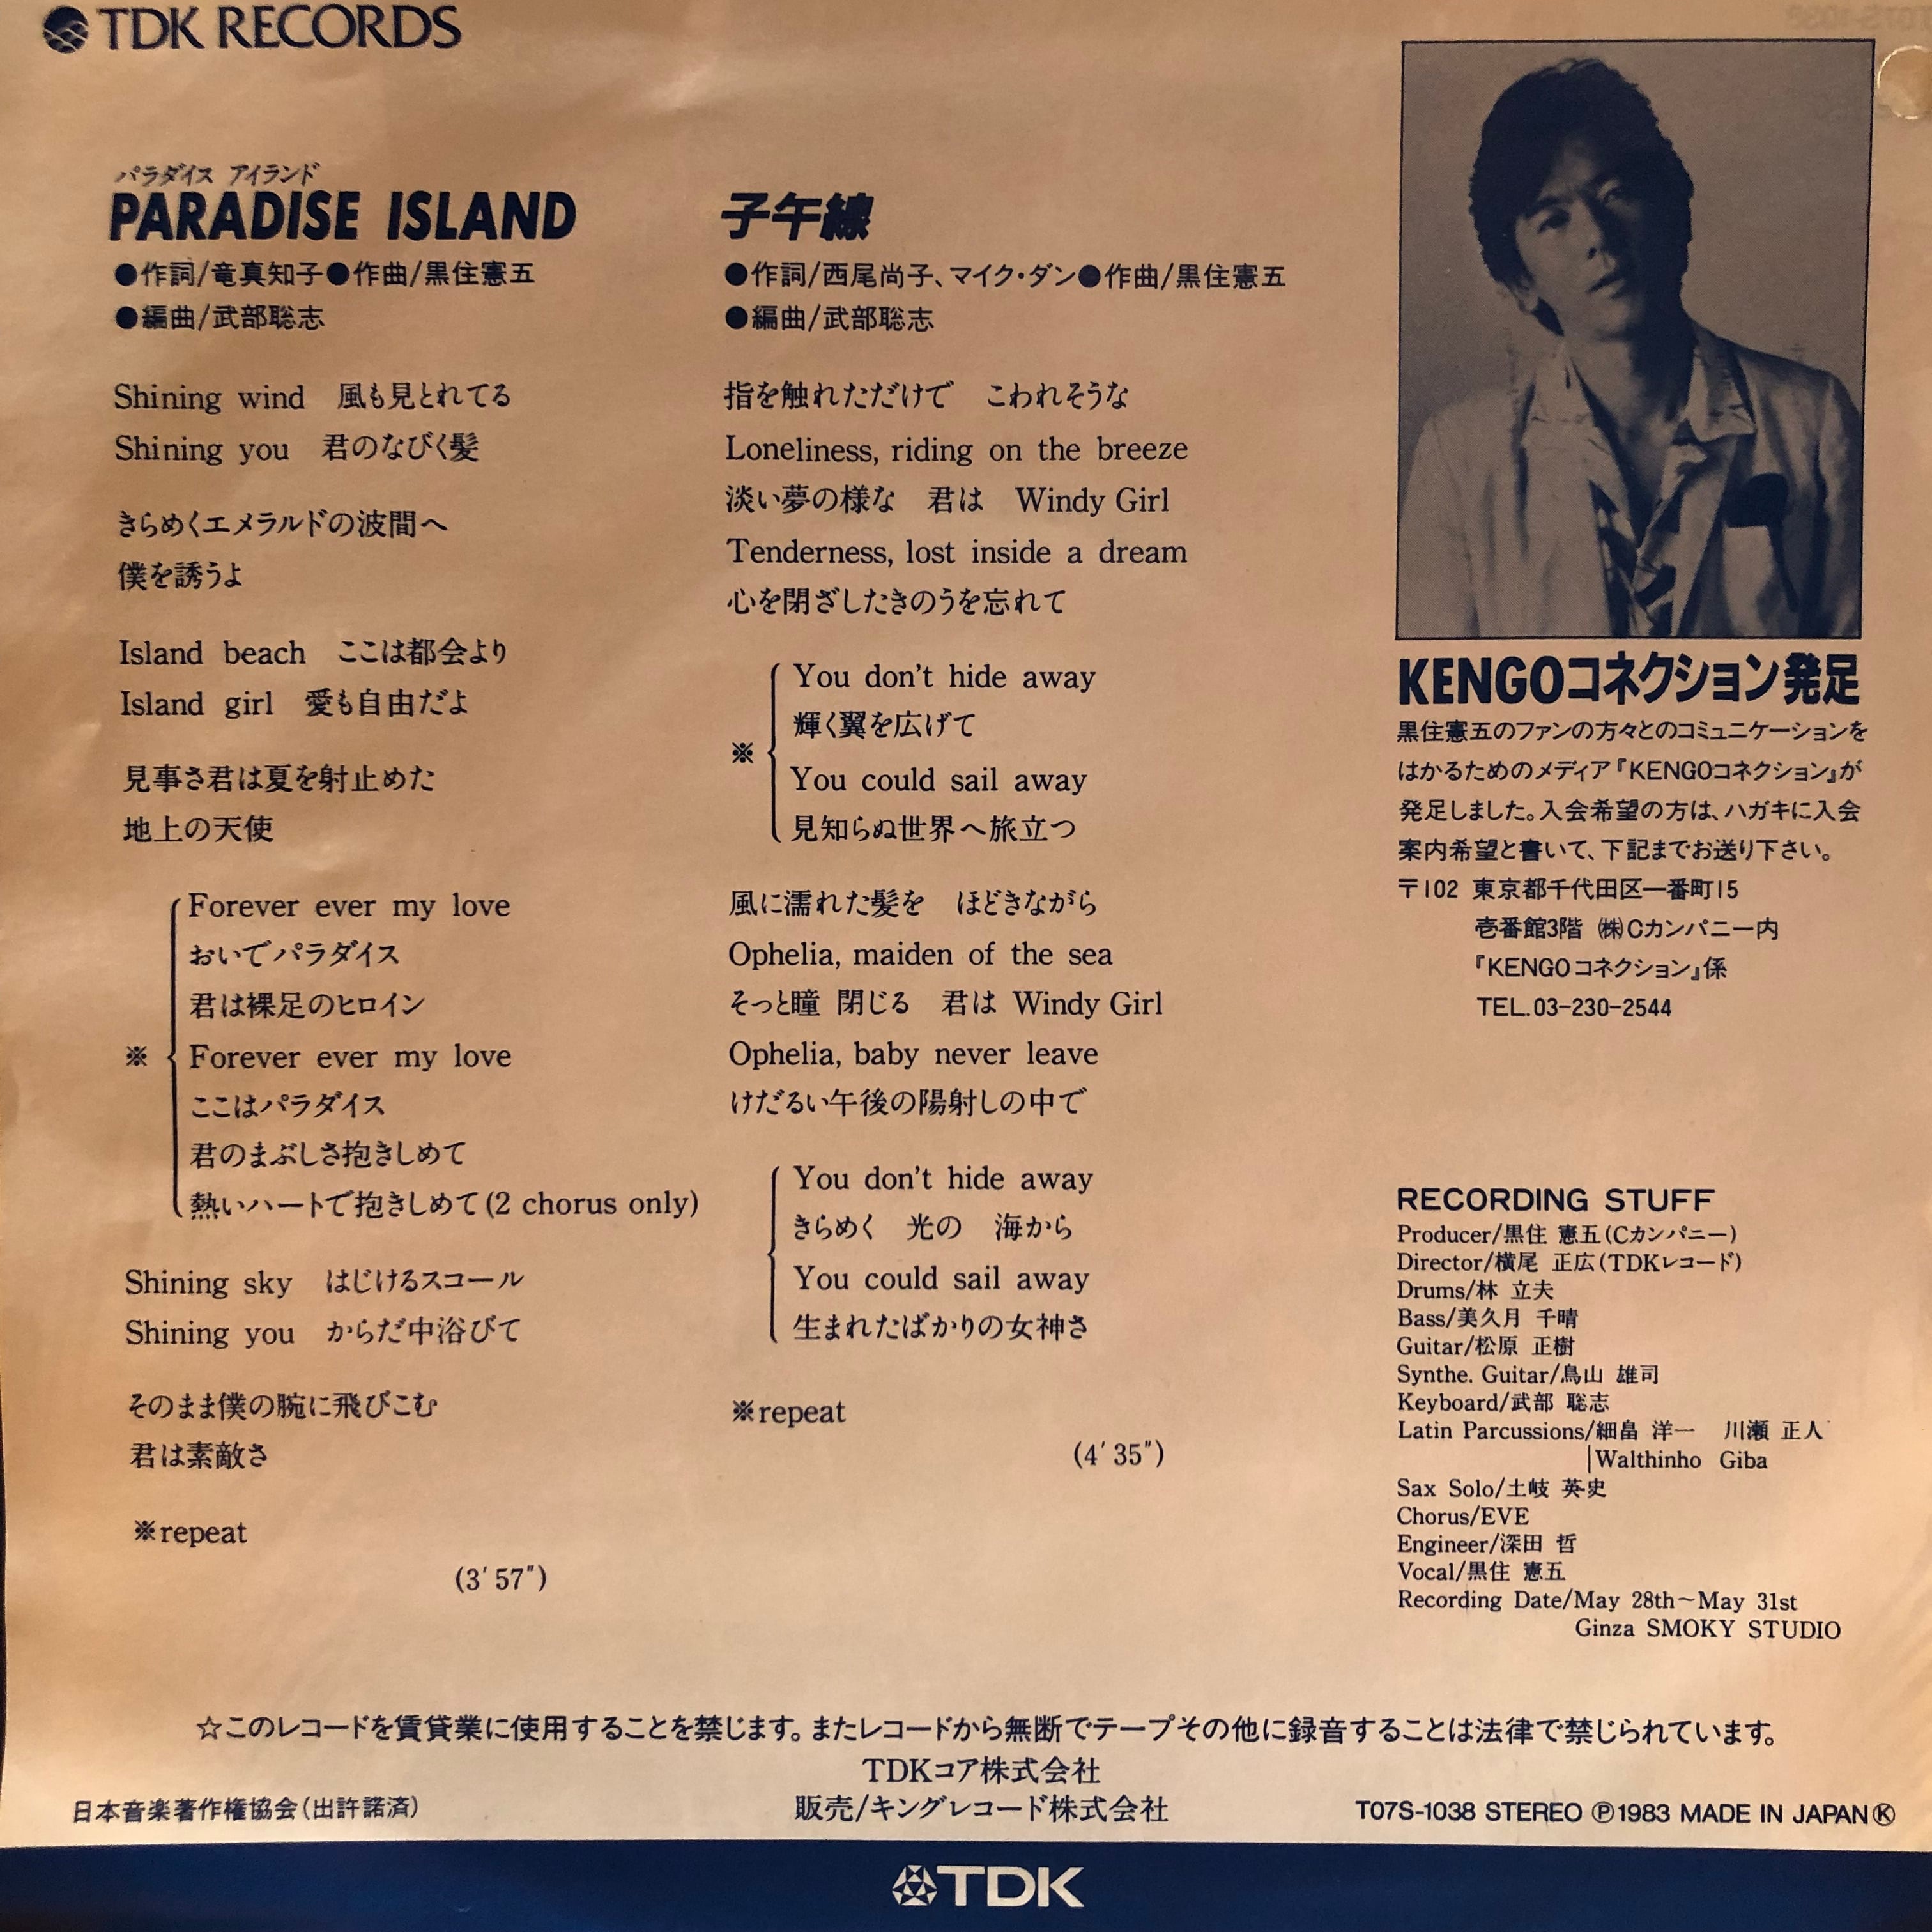 TDK RECORDS
パラダイス アイランド
PARADISE ISLAND
●作詞/竜真知子●作曲/黒住憲五
●編曲/武部聡志
Shining wind 風も見とれてる
Shining you 君のなびく髪
きらめくエメラルドの波間へ
僕を誘うよ
Island beach ここは都会より
Island girl 愛も自由だよ
見事さ君は夏を射止めた
地上の天使
Forever ever my love
おいでパラダイス
君は裸足のヒロイン
※ Forever ever my love
ここはパラダイス
君のまぶしさ抱きしめて
熱いハートで抱きしめて(2 chorus only)
Shining sky はじけるスコール
Shining you からだ中浴びて
そのまま僕の腕に飛びこむ
君は素敵さ
※repeat
(3′57″)
子午線
●作詞/西尾尚子、マイク・ダン●作曲/黒住憲五
●編曲/武部聡志
指を触れただけで こわれそうな
Loneliness, riding on the breeze
淡い夢の様な 君は Windy Girl
Tenderness, lost inside a dream
心を閉ざしたきのうを忘れて
You don't hide away
輝く翼を広げて
※
You could sail away
見知らぬ世界へ旅立つ
風に濡れた髪を ほどきながら
Ophelia, maiden of the sea
そっと瞳 閉じる 君は Windy Girl
Ophelia, baby never leave
けだるい午後の陽射しの中で
You don't hide away
きらめく 光の 海から
You could sail away
生まれたばかりの女神さ
※repeat
(4′35″)
KENGOコネクション発足
黒住憲五のファンの方々とのコミュニケーションを
はかるためのメディア『KENGOコネクション』が
発足しました。入会希望の方は、ハガキに入会
案内希望と書いて、下記までお送り下さい。
〒102 東京都千代田区一番町15
壱番館3階 ㈱Cカンパニー内
『KENGOコネクション』係
TEL.03-230-2544
RECORDING STUFF
Producer/黒住 憲五(Cカンパニー)
Director/横尾 正広(TDKレコード)
Drums/林 立夫
Bass/美久月 千晴
Guitar/松原 正樹
Synthe. Guitar/鳥山 雄司
Keyboard/武部 聡志
Latin Parcussions/細畠 洋一 川瀬 正人
Walthinho Giba
Sax Solo/土岐 英史
Chorus/EVE
Engineer/深田 哲
Vocal/黒住 憲五
Recording Date/May 28th~May 31st
Ginza SMOKY STUDIO
☆このレコードを賃貸業に使用することを禁じます。またレコードから無断でテープその他に録音することは法律で禁じられています。
TDKコア株式会社
日本音楽著作権協会(出許諾済)
販売/キングレコード株式会社
T07S-1038 STEREO Ⓟ1983 MADE IN JAPAN Ⓚ
TDK